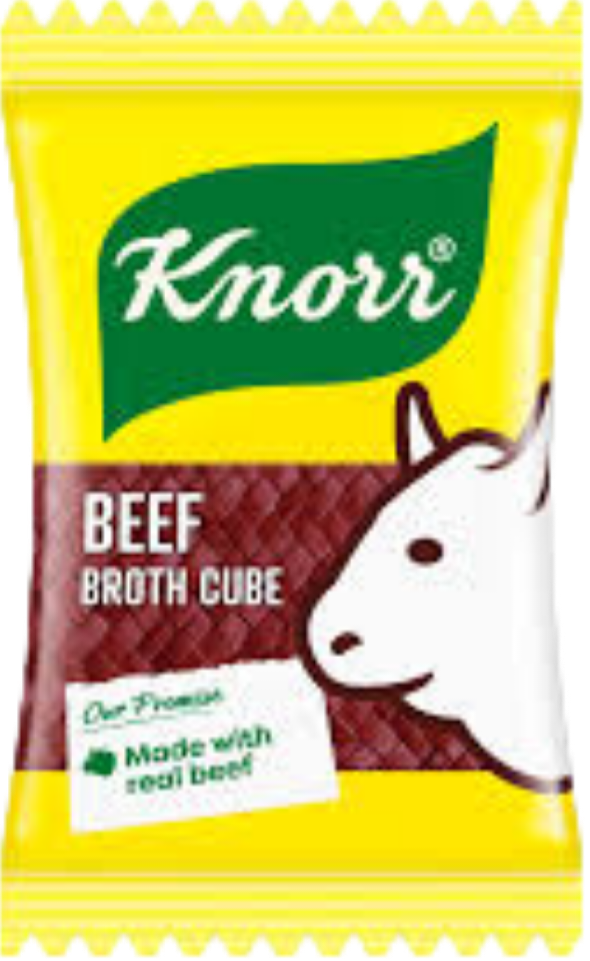 Knorr®
BEEF
BROTH CUBE
Our Promise
Made with
real beef